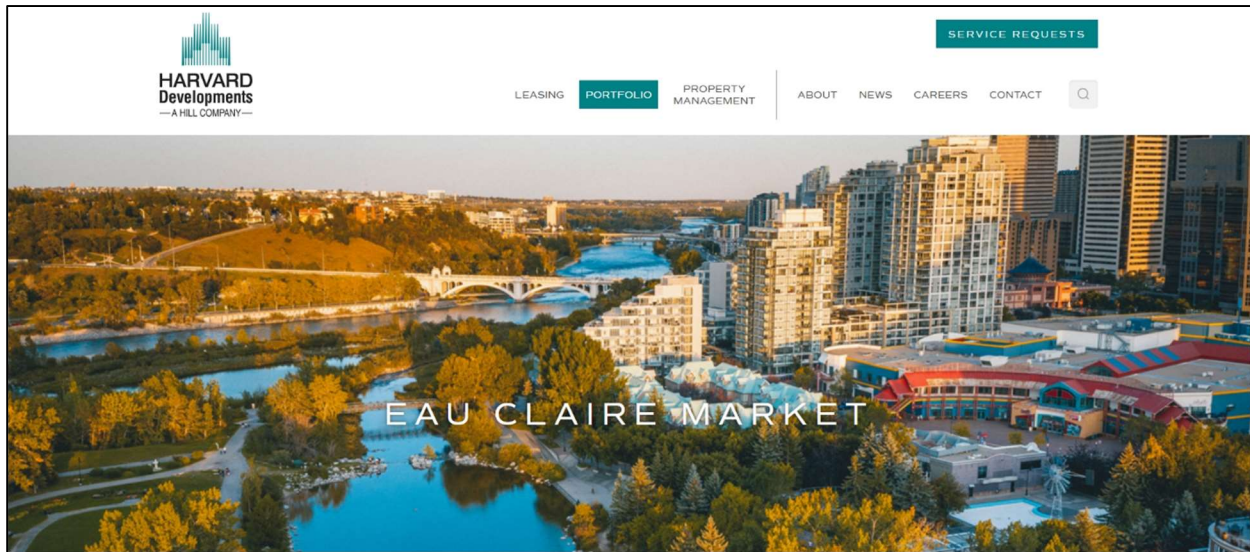 HARVARD
Developments
—A HILL COMPANY—
SERVICE REQUESTS
LEASING
PORTFOLIO
PROPERTY
MANAGEMENT
ABOUT
NEWS
CAREERS
CONTACT
EAU CLAIRE MARKET